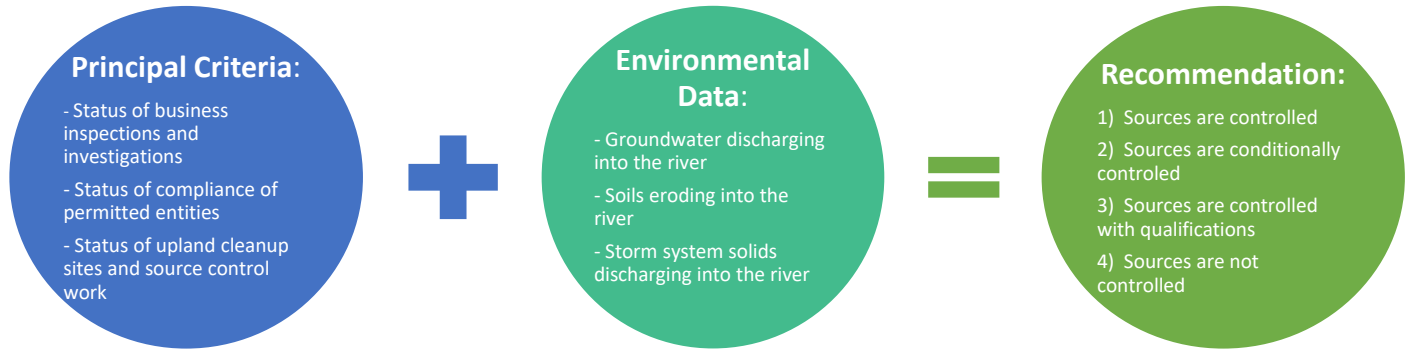 Principal Criteria:
- Status of business
inspections and
investigations
- Status of compliance of
permitted entities
- Status of upland cleanup
sites and source control
work
Environmental
Data:
- Groundwater discharging
into the river
- Soils eroding into the
river
- Storm system solids
discharging into the river
Recommendation:
1) Sources are controlled
2) Sources are conditionally
controled
3) Sources are controlled
with qualifications
4) Sources are not
controlled